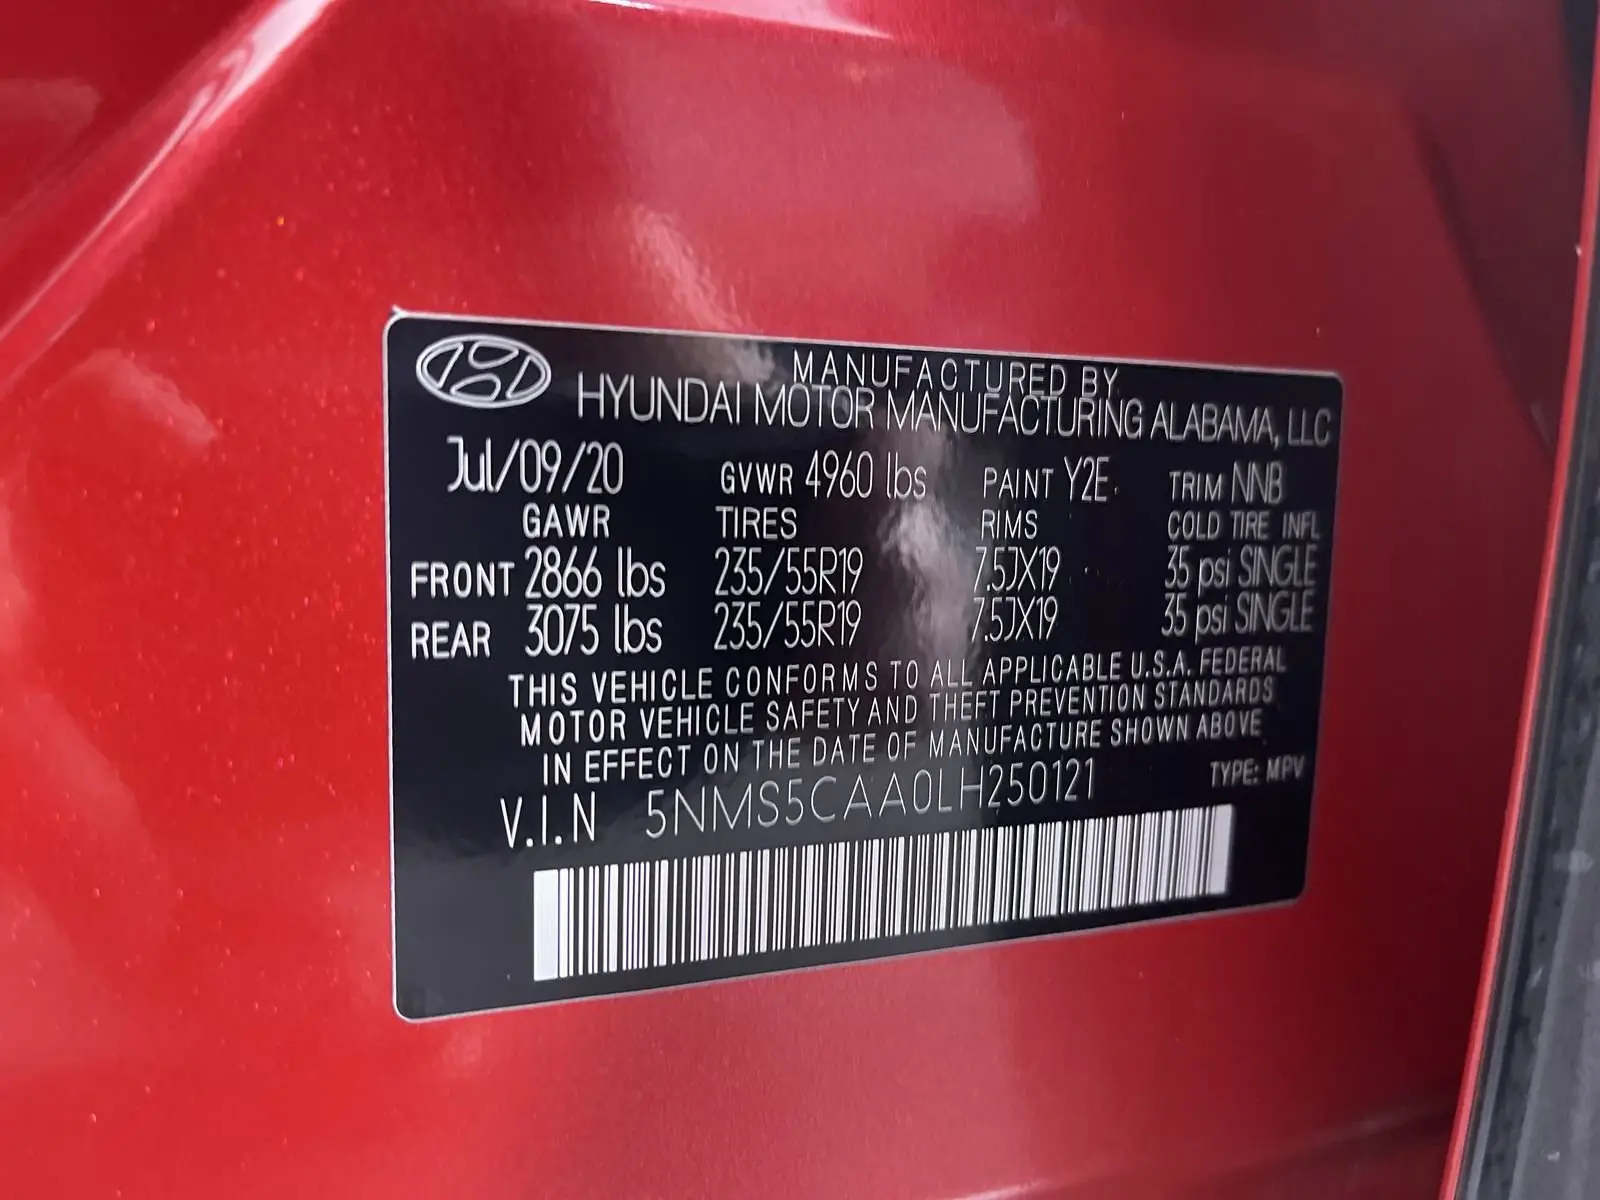 MANUFACTURED BY
HYUNDAI MOTOR MANUFACTURING ALABAMA, LLC
Jul/09/20 GVWR 4960 lbs PAINT Y2E TRIM NNB
GAWR TIRES RIMS COLD TIRE INFL
FRONT 2866 lbs 235/55R19 7.5JX19 35 psi SINGLE
REAR 3075 lbs 235/55R19 7.5JX19 35 psi SINGLE
THIS VEHICLE CONFORMS TO ALL APPLICABLE U.S.A. FEDERAL
MOTOR VEHICLE SAFETY AND THEFT PREVENTION STANDARDS
IN EFFECT ON THE DATE OF MANUFACTURE SHOWN ABOVE
V.I.N 5NMS5CAA0LH250121 TYPE: MPV